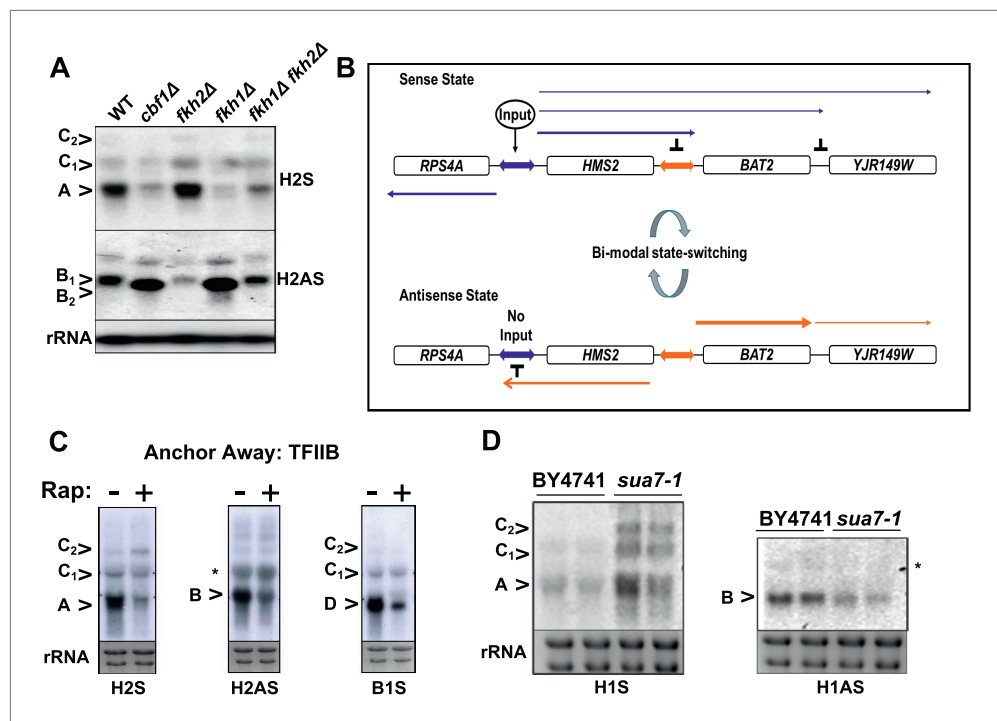 A
WT cbf1Δ fkh2Δ fkh1Δ fkh1Δ fkh2Δ
C2>
C1>
A >
H2S
B1>
B2>
H2AS
rRNA
B
Sense State
Input
RPS4A HMS2 BAT2 YJR149W
Bi-modal state-switching
Antisense State
No
Input
RPS4A HMS2 BAT2 YJR149W
C
Anchor Away: TFIIB
Rap: - + - + - +
C2>
C1>
A >
* 
B >
C2>
C1>
D >
rRNA
H2S H2AS B1S
D
BY4741 sua7-1
C2>
C1>
A >
rRNA
H1S
BY4741 sua7-1
*
B >
H1AS